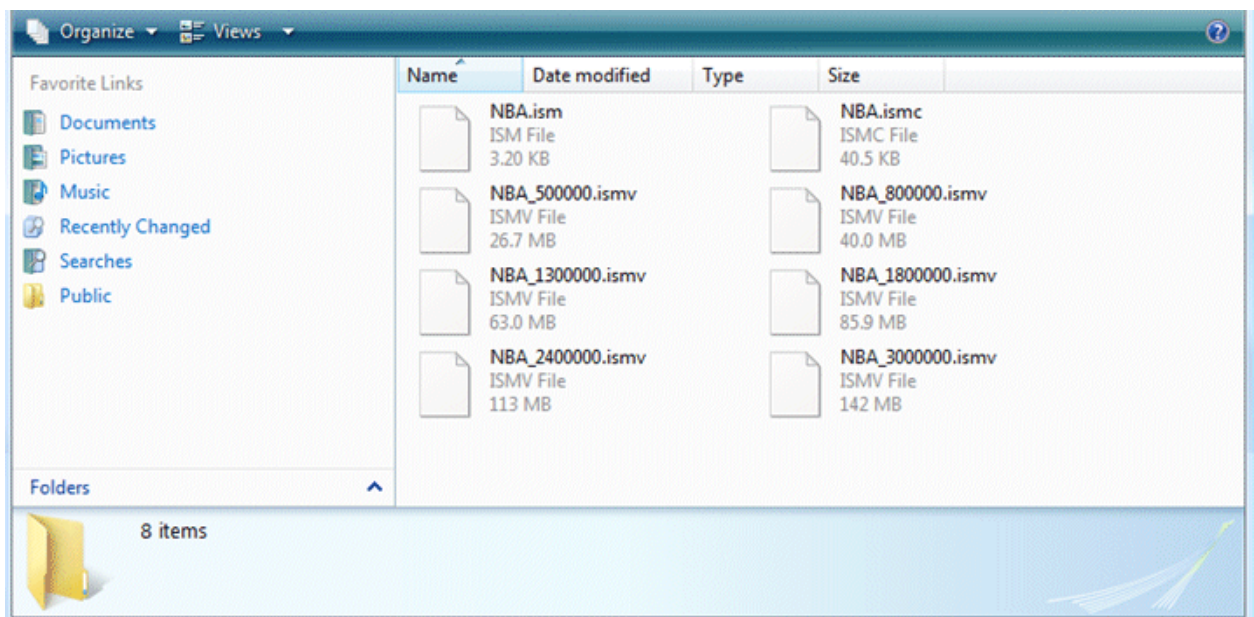 Organize Views
Favorite Links
Documents
Pictures
Music
Recently Changed
Searches
Public
Folders
Name Date modified Type Size
NBA.ism
ISM File
3.20 KB
NBA.ismc
ISMC File
40.5 KB
NBA_500000.ismv
ISMV File
26.7 MB
NBA_800000.ismv
ISMV File
40.0 MB
NBA_1300000.ismv
ISMV File
63.0 MB
NBA_1800000.ismv
ISMV File
85.9 MB
NBA_2400000.ismv
ISMV File
113 MB
NBA_3000000.ismv
ISMV File
142 MB
8 items